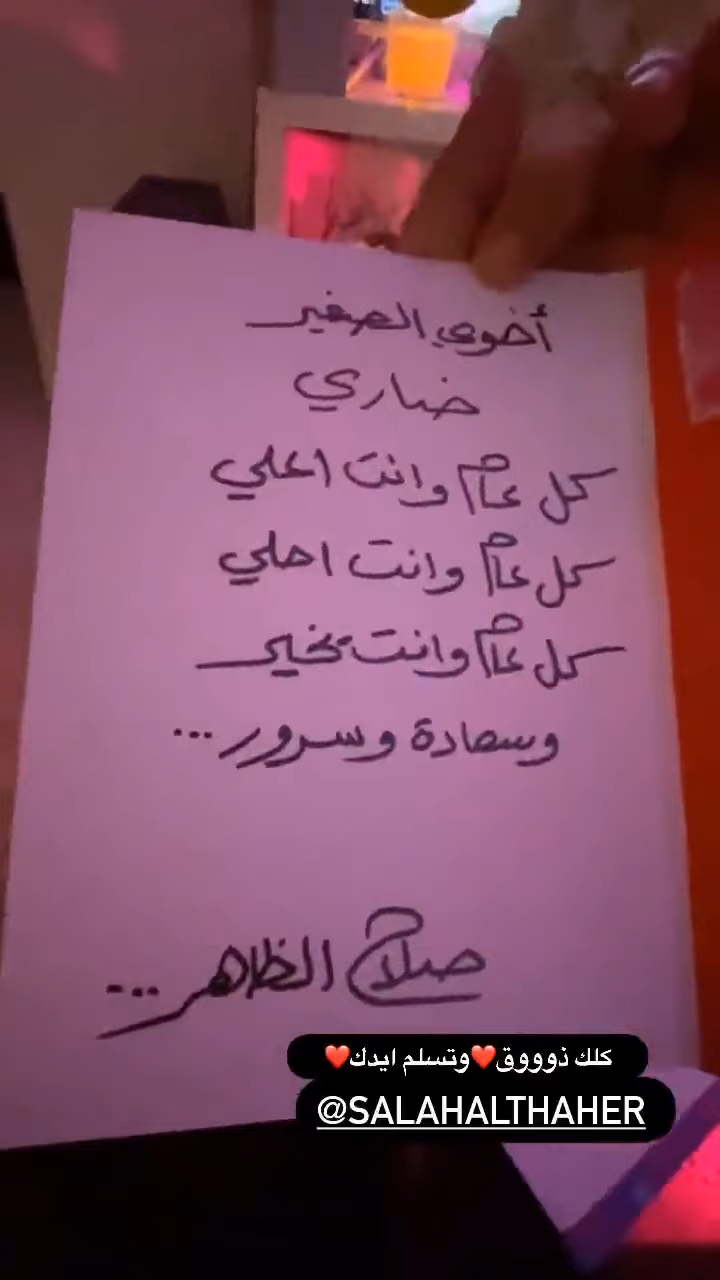 أخوي الصغير
ضاري
كل عام وانت اعلي
كل عام وانت احلي
كل عام وانت بخير
وسعادة وسرور...
صلاح الظاهر...
كلك ذوووق❤️وتسلم ايدك❤️
@SALAHALTHAHER